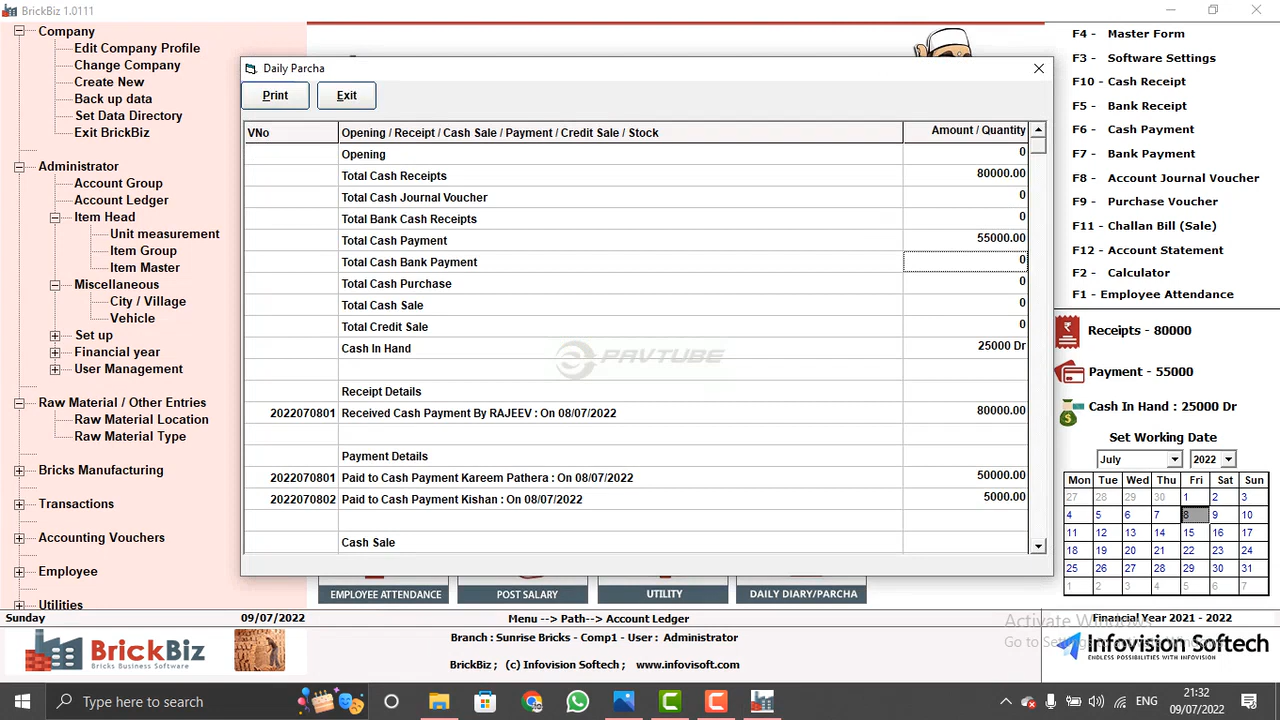 BrickBiz 1.0111
Company
Edit Company Profile
Change Company
Create New
Back up data
Set Data Directory
Exit BrickBiz
Administrator
Account Group
Account Ledger
Item Head
Unit measurement
Item Group
Item Master
Miscellaneous
City / Village
Vehicle
Set up
Financial year
User Management
Raw Material / Other Entries
Raw Material Location
Raw Material Type
Bricks Manufacturing
Transactions
Accounting Vouchers
Employee
Utilities
Daily Parcha
Print Exit
VNo Opening / Receipt / Cash Sale / Payment / Credit Sale / Stock Amount / Quantity
Opening 0
Total Cash Receipts 80000.00
Total Cash Journal Voucher 0
Total Bank Cash Receipts 0
Total Cash Payment 55000.00
Total Cash Bank Payment 0
Total Cash Purchase 0
Total Cash Sale 0
Total Credit Sale 0
Cash In Hand 25000 Dr
PAVTUBE
Receipt Details
2022070801 Received Cash Payment By RAJEEV : On 08/07/2022 80000.00
Payment Details
2022070801 Paid to Cash Payment Kareem Pathera : On 08/07/2022 50000.00
2022070802 Paid to Cash Payment Kishan : On 08/07/2022 5000.00
Cash Sale
EMPLOYEE ATTENDANCE POST SALARY UTILITY DAILY DIARY/PARCHA
F4 - Master Form
F3 - Software Settings
F10 - Cash Receipt
F5 - Bank Receipt
F6 - Cash Payment
F7 - Bank Payment
F8 - Account Journal Voucher
F9 - Purchase Voucher
F11 - Challan Bill (Sale)
F12 - Account Statement
F2 - Calculator
F1 - Employee Attendance
Receipts - 80000
Payment - 55000
Cash In Hand : 25000 Dr
Set Working Date
July 2022
Mon Tue Wed Thu Fri Sat Sun
27 28 29 30 1 2 3
4 5 6 7 8 9 10
11 12 13 14 15 16 17
18 19 20 21 22 23 24
25 26 27 28 29 30 31
1 2 3 4 5 6 7
Sunday 09/07/2022 Menu --> Path--> Account Ledger Financial Year 2021 - 2022
Activate Windows
Go to Settings
BrickBiz
Bricks Business Software
Branch : Sunrise Bricks - Comp1 - User : Administrator
BrickBiz ; (c) Infovision Softech ; www.infovisoft.com
Infovision Softech
ENDLESS POSSIBILITIES WITH INFOVISION
Type here to search
ENG
21:32
09/07/2022